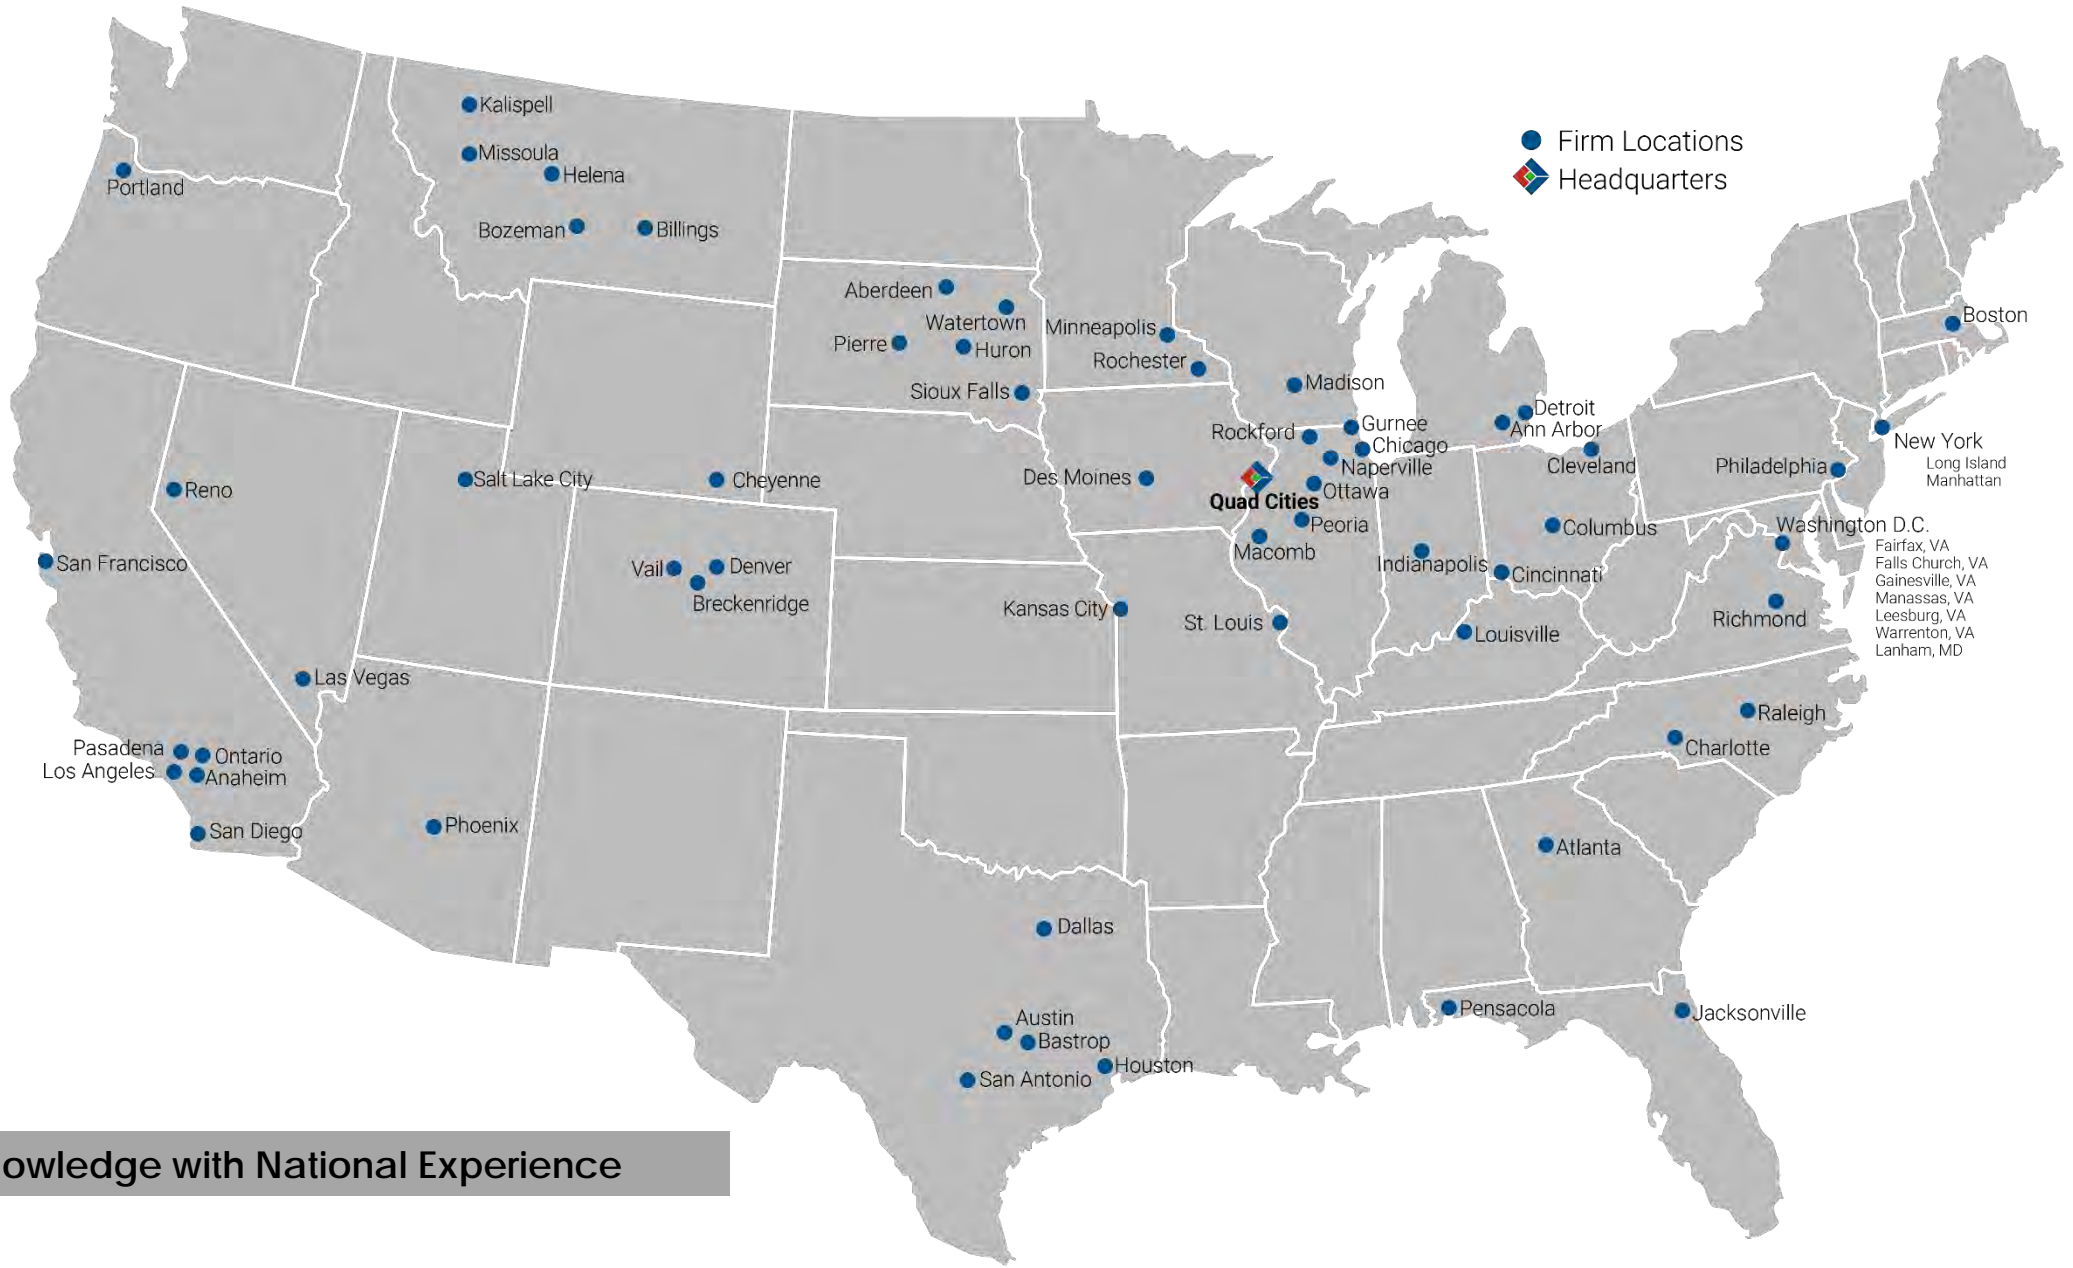 Kalispell
Missoula
Helena
Bozeman
Billings
Portland
Firm Locations
Headquarters
Aberdeen
Watertown
Pierre
Huron
Sioux Falls
Minneapolis
Rochester
Madison
Boston
Detroit
Ann Arbor
Rockford
Gurnee
Chicago
Naperville
Ottawa
Cleveland
New York
Long Island
Manhattan
Philadelphia
Reno
Salt Lake City
Cheyenne
Des Moines
Quad Cities
Peoria
Macomb
Indianapolis
Columbus
Cincinnati
Washington D.C.
Fairfax, VA
Falls Church, VA
Gainesville, VA
Manassas, VA
Leesburg, VA
Warrenton, VA
Lanham, MD
San Francisco
Vail
Denver
Breckenridge
Kansas City
St. Louis
Louisville
Richmond
Las Vegas
Raleigh
Charlotte
Pasadena
Ontario
Los Angeles
Anaheim
San Diego
Phoenix
Atlanta
Dallas
Austin
Bastrop
Houston
San Antonio
Pensacola
Jacksonville
owledge with National Experience